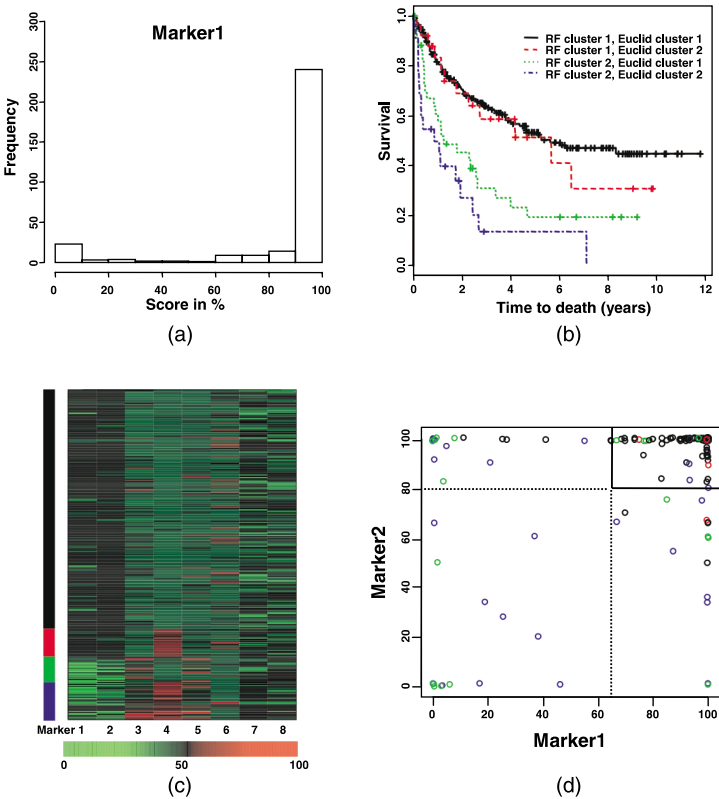 Marker1
Frequency
300
250
200
150
100
50
0
0 20 40 60 80 100
Score in %
(a)
RF cluster 1, Euclid cluster 1
RF cluster 1, Euclid cluster 2
RF cluster 2, Euclid cluster 1
RF cluster 2, Euclid cluster 2
Survival
1.0
0.8
0.6
0.4
0.2
0.0
0 2 4 6 8 10 12
Time to death (years)
(b)
Marker 1 2 3 4 5 6 7 8
0 50 100
(c)
Marker2
100
80
60
40
20
0
0 20 40 60 80 100
Marker1
(d)